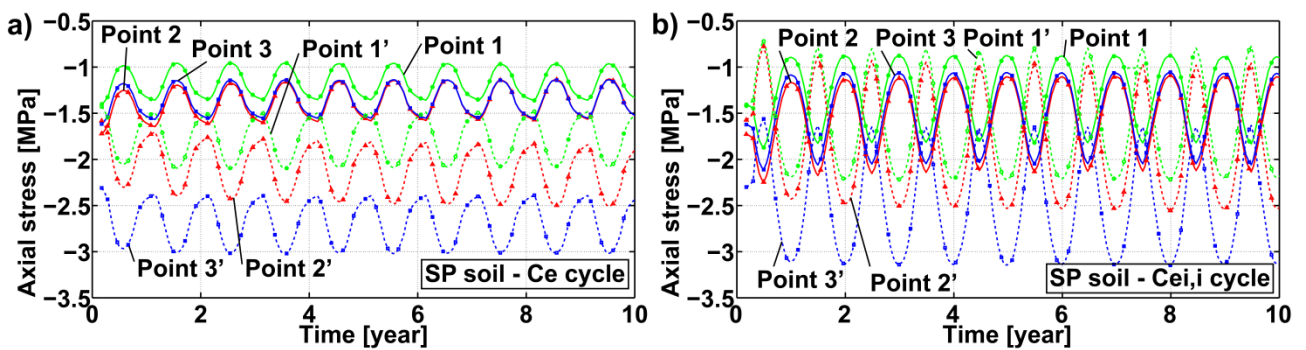 a)
Axial stress [MPa]
−0.5
−1
−1.5
−2
−2.5
−3
−3.5
Point 2
Point 3
Point 1’
Point 1
Point 3’
Point 2’
SP soil - Ce cycle
0 2 4 6 8 10
Time [year]
b)
Axial stress [MPa]
−0.5
−1
−1.5
−2
−2.5
−3
−3.5
Point 2
Point 3
Point 1’
Point 1
Point 3’
Point 2’
SP soil - Cei,i cycle
0 2 4 6 8 10
Time [year]